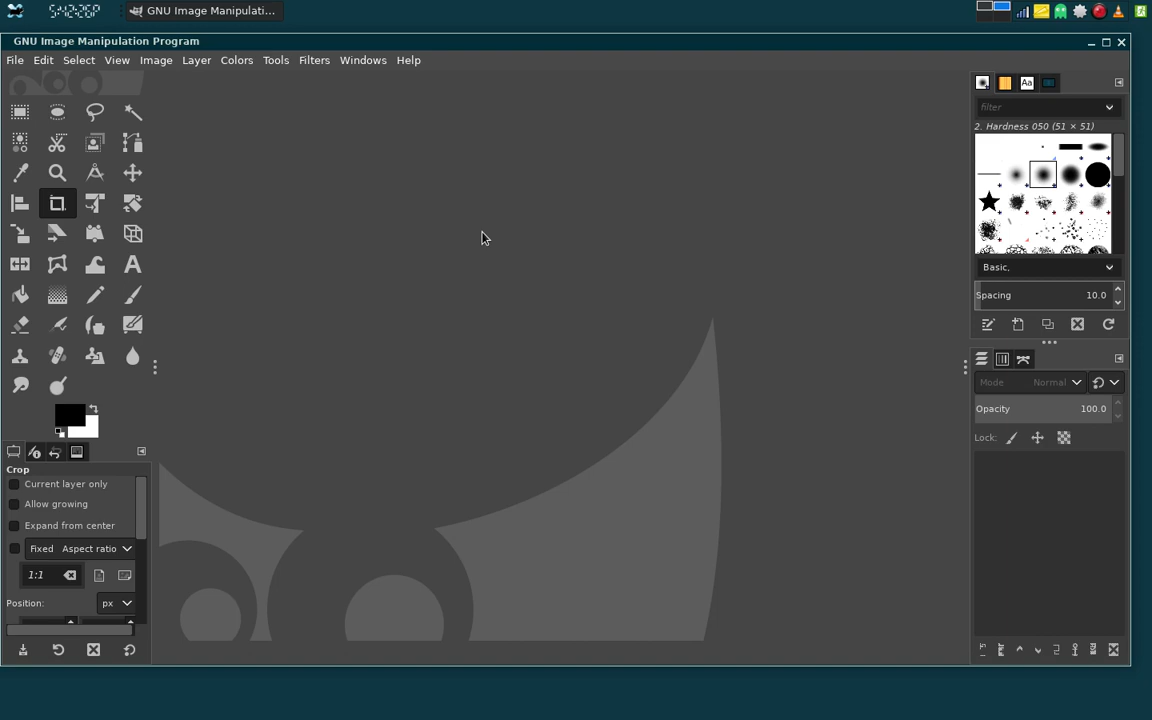 GNU Image Manipulati...
GNU Image Manipulation Program
File Edit Select View Image Layer Colors Tools Filters Windows Help
Aa
filter
2. Hardness 050 (51 × 51)
Basic,
Spacing 10.0
Mode Normal
Opacity 100.0
Lock:
Crop
Current layer only
Allow growing
Expand from center
Fixed Aspect ratio
1:1
Position: px